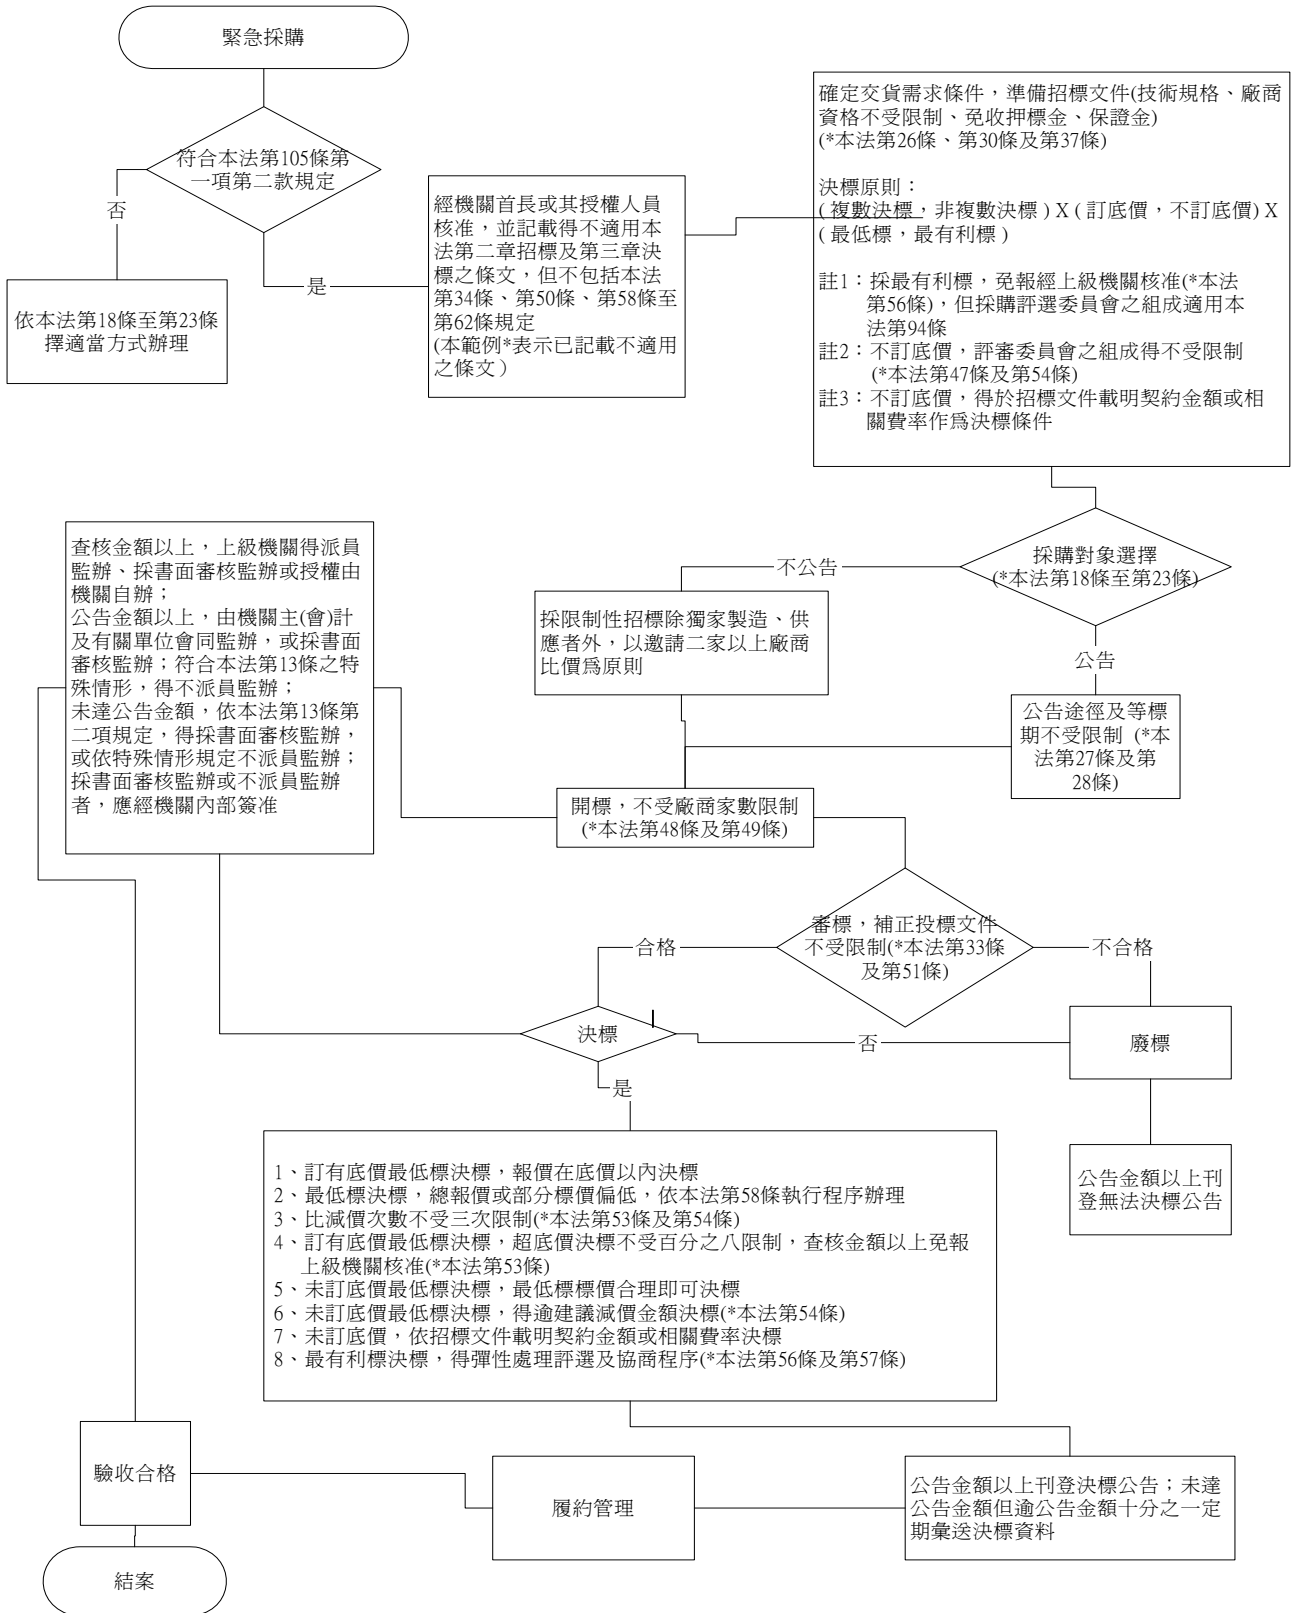 緊急採購
符合本法第105條第
一項第二款規定
否
是
依本法第18條至第23條
擇適當方式辦理
經機關首長或其授權人員
核准，並記載得不適用本
法第二章招標及第三章決
標之條文，但不包括本法
第34條、第50條、第58條至
第62條規定
(本範例*表示已記載不適用
之條文）
確定交貨需求條件，準備招標文件(技術規格、廠商
資格不受限制、免收押標金、保證金)
(*本法第26條、第30條及第37條)
決標原則：
( 複數決標，非複數決標 ) X ( 訂底價，不訂底價) X
( 最低標，最有利標 )
註1：採最有利標，免報經上級機關核准(*本法
第56條)，但採購評選委員會之組成適用本
法第94條
註2：不訂底價，評審委員會之組成得不受限制
(*本法第47條及第54條)
註3：不訂底價，得於招標文件載明契約金額或相
關費率作為決標條件
採購對象選擇
(*本法第18條至第23條)
不公告
公告
採限制性招標除獨家製造、供
應者外，以邀請二家以上廠商
比價為原則
公告途徑及等標
期不受限制 (*本
法第27條及第
28條)
查核金額以上，上級機關得派員
監辦、採書面審核監辦或授權由
機關自辦；
公告金額以上，由機關主(會)計
及有關單位會同監辦，或採書面
審核監辦；符合本法第13條之特
殊情形，得不派員監辦；
未達公告金額，依本法第13條第
二項規定，得採書面審核監辦，
或依特殊情形規定不派員監辦；
採書面審核監辦或不派員監辦
者，應經機關內部簽准
開標，不受廠商家數限制
(*本法第48條及第49條)
審標，補正投標文件
不受限制(*本法第33條
及第51條)
合格
不合格
決標
否
廢標
是
公告金額以上刊
登無法決標公告
1、訂有底價最低標決標，報價在底價以內決標
2、最低標決標，總報價或部分標價偏低，依本法第58條執行程序辦理
3、比減價次數不受三次限制(*本法第53條及第54條)
4、訂有底價最低標決標，超底價決標不受百分之八限制，查核金額以上免報
上級機關核准(*本法第53條)
5、未訂底價最低標決標，最低標標價合理即可決標
6、未訂底價最低標決標，得逾建議減價金額決標(*本法第54條)
7、未訂底價，依招標文件載明契約金額或相關費率決標
8、最有利標決標，得彈性處理評選及協商程序(*本法第56條及第57條)
驗收合格
履約管理
公告金額以上刊登決標公告；未達
公告金額但逾公告金額十分之一定
期彙送決標資料
結案